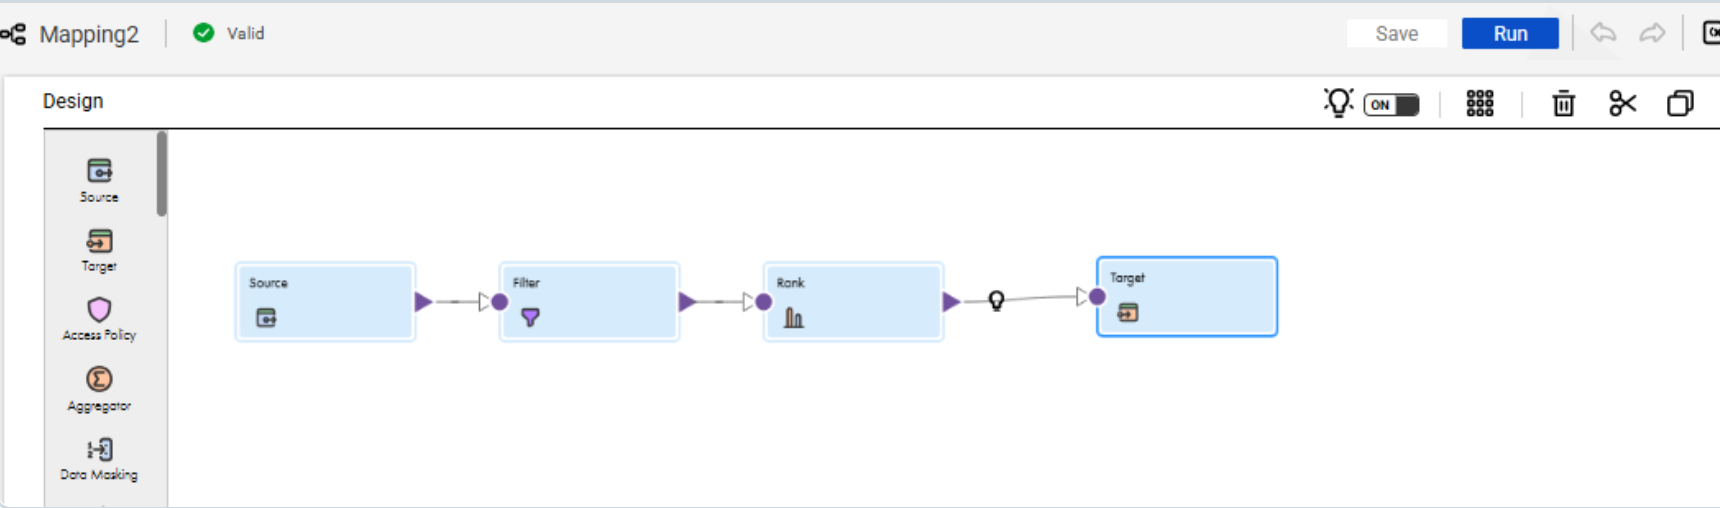 Mapping2
Valid
Save
Run
Design
ON
Source
Target
Access Policy
Aggregator
Data Masking
Source
Filter
Rank
Target